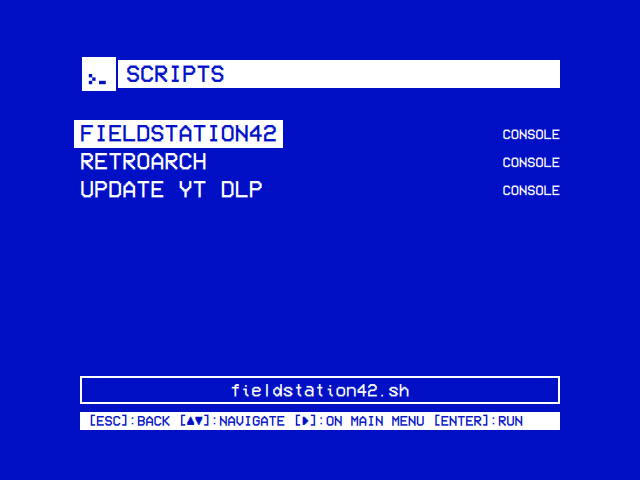 SCRIPTS
FIELDSTATION42 CONSOLE
RETROARCH CONSOLE
UPDATE YT DLP CONSOLE
fieldstation42.sh
[ESC]:BACK [▲▼]:NAVIGATE [▶]:ON MAIN MENU [ENTER]:RUN